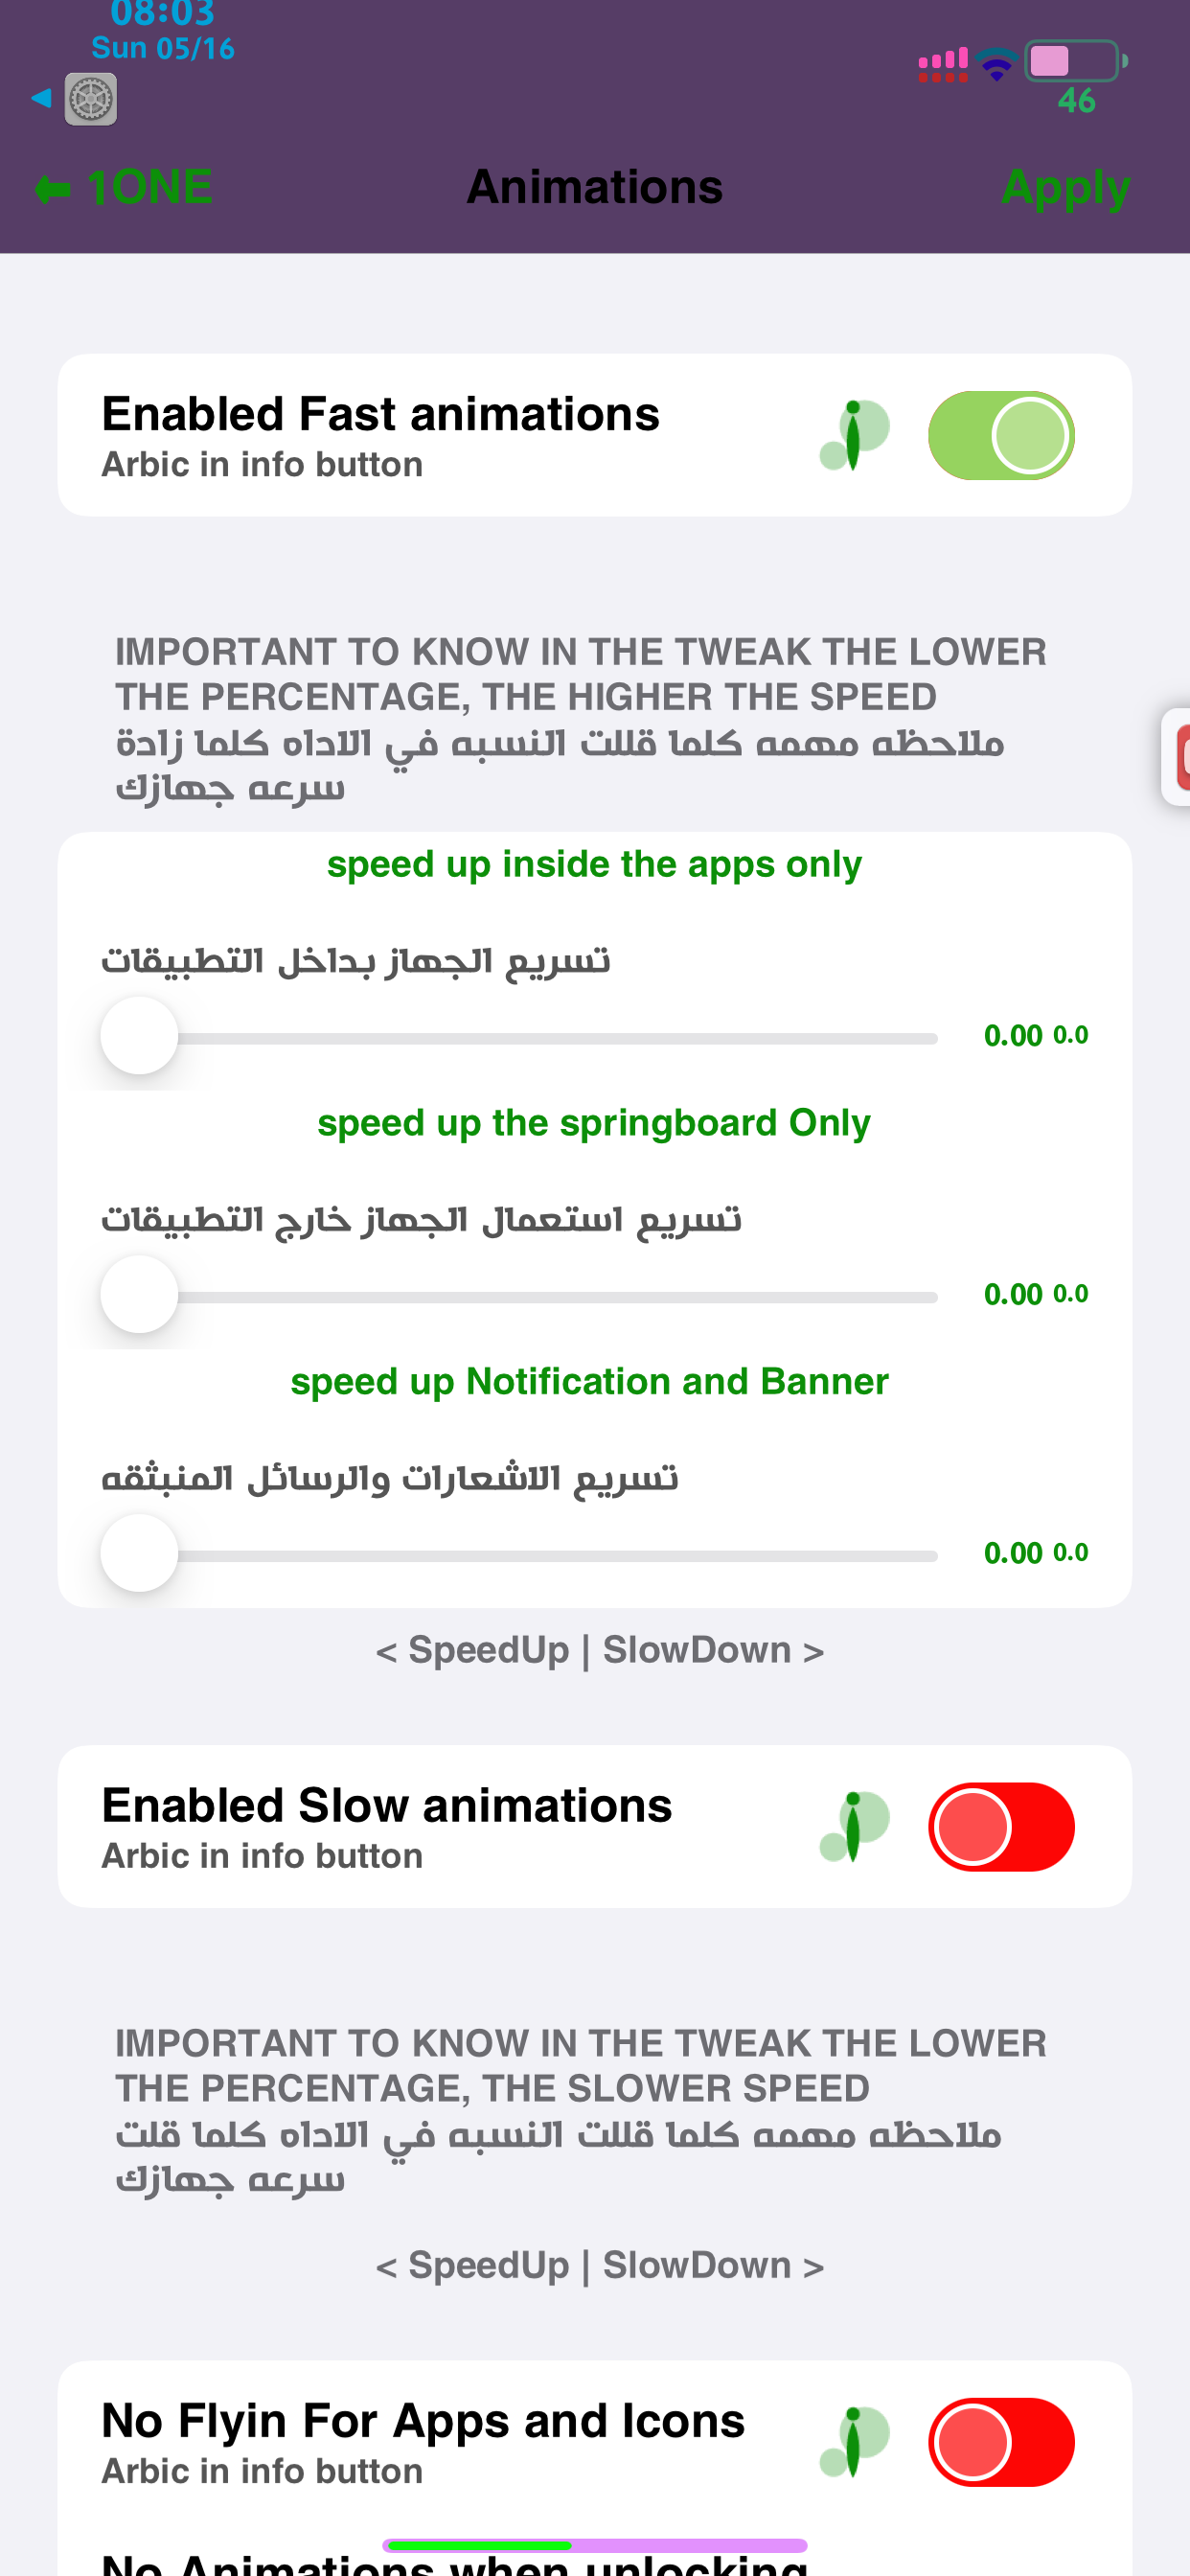 08:03
Sun 05/16
46
1ONE
Animations
Apply
Enabled Fast animations
Arbic in info button
IMPORTANT TO KNOW IN THE TWEAK THE LOWER
THE PERCENTAGE, THE HIGHER THE SPEED
ملاحظه مهمه كلما قللت النسبه في الاداه كلما زادة
سرعه جهازك
speed up inside the apps only
تسريع الجهاز بداخل التطبيقات
0.00 0.0
speed up the springboard Only
تسريع استعمال الجهاز خارج التطبيقات
0.00 0.0
speed up Notification and Banner
تسريع الاشعارات والرسائل المنبثقه
0.00 0.0
< SpeedUp | SlowDown >
Enabled Slow animations
Arbic in info button
IMPORTANT TO KNOW IN THE TWEAK THE LOWER
THE PERCENTAGE, THE SLOWER SPEED
ملاحظه مهمه كلما قللت النسبه في الاداه كلما قلت
سرعه جهازك
< SpeedUp | SlowDown >
No Flyin For Apps and Icons
Arbic in info button
No Animations when unlocking